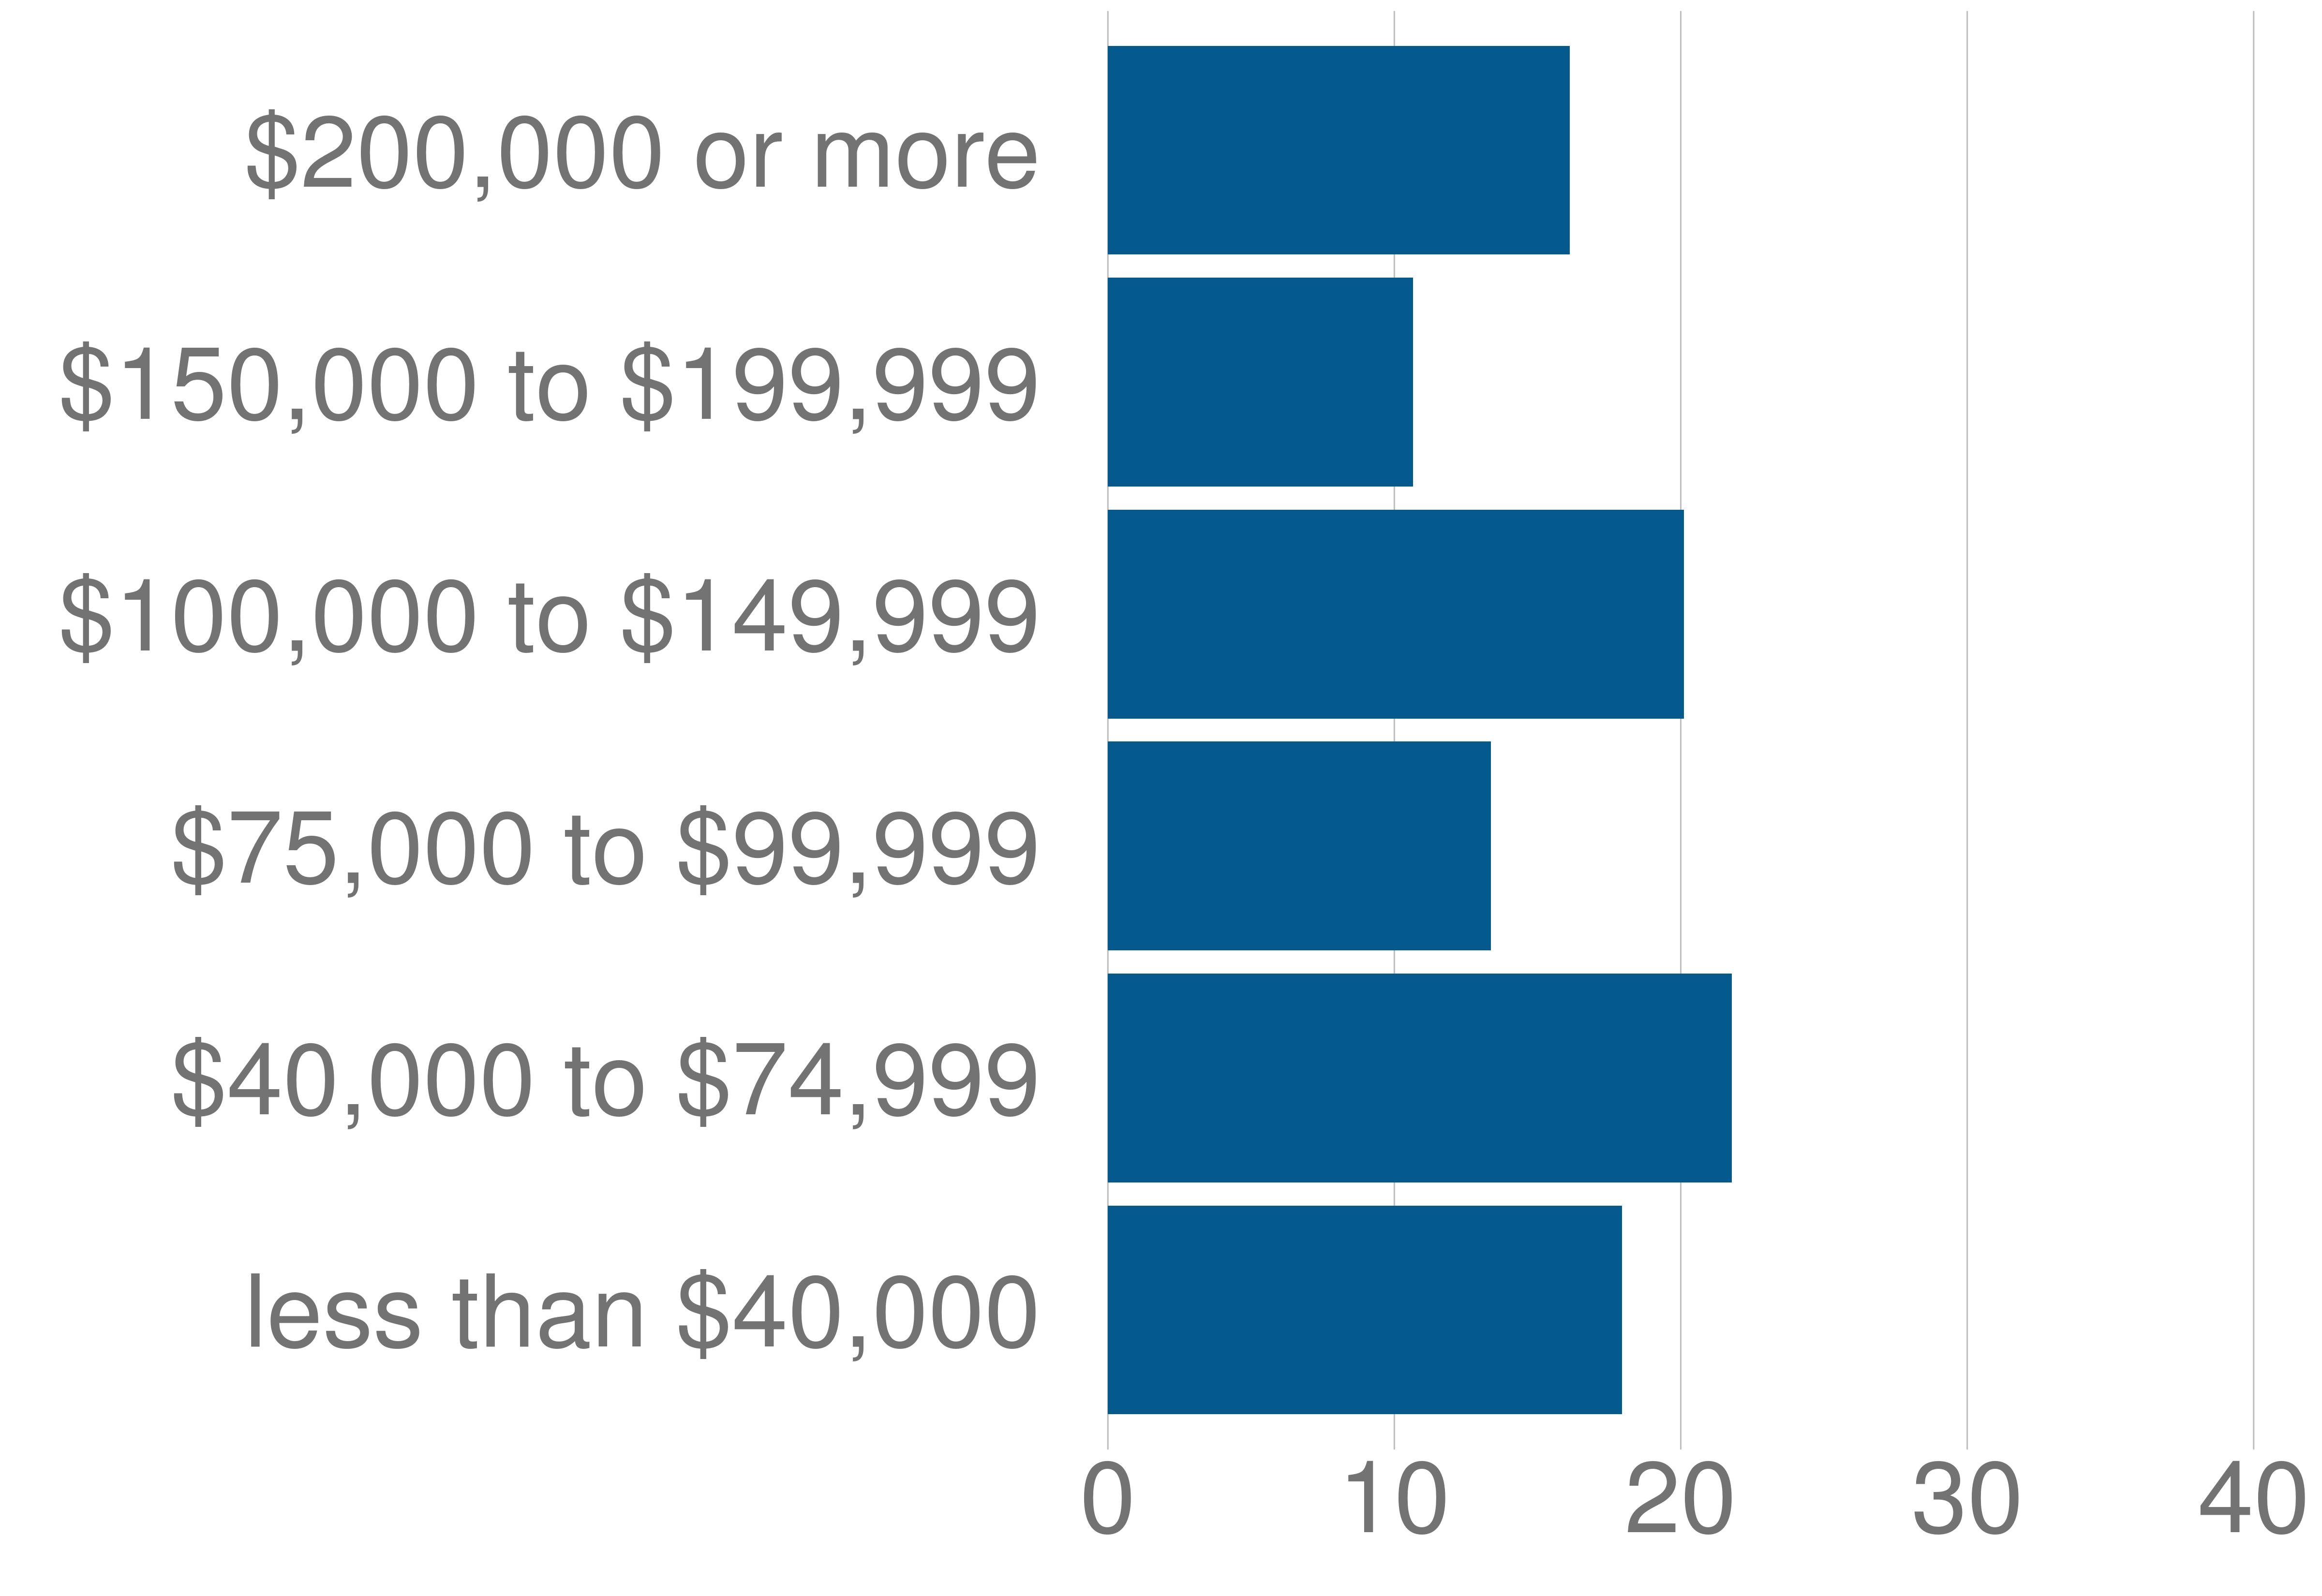 $200,000 or more
$150,000 to $199,999
$100,000 to $149,999
$75,000 to $99,999
$40,000 to $74,999
less than $40,000
0 10 20 30 40